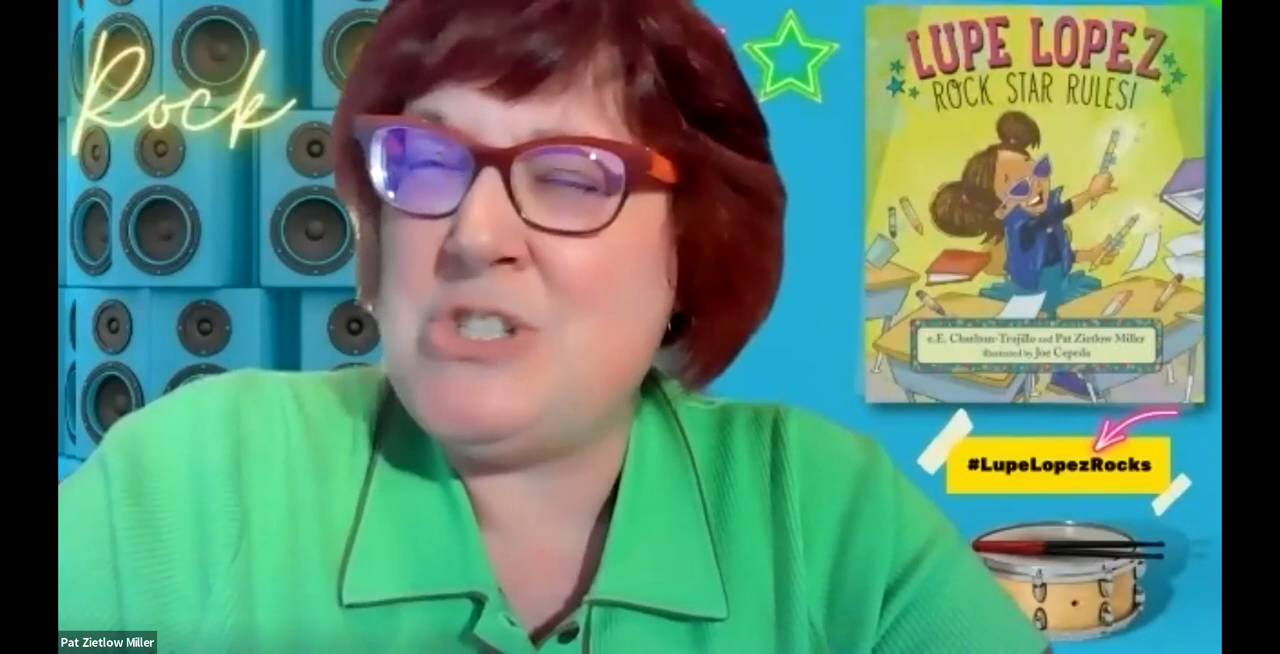 Rock
LUPE LOPEZ
ROCK STAR RULES!
e.E. Charlton-Trujillo and Pat Zietlow Miller
Illustrated by Joe Cepeda
#LupeLopezRocks
Pat Zietlow Miller